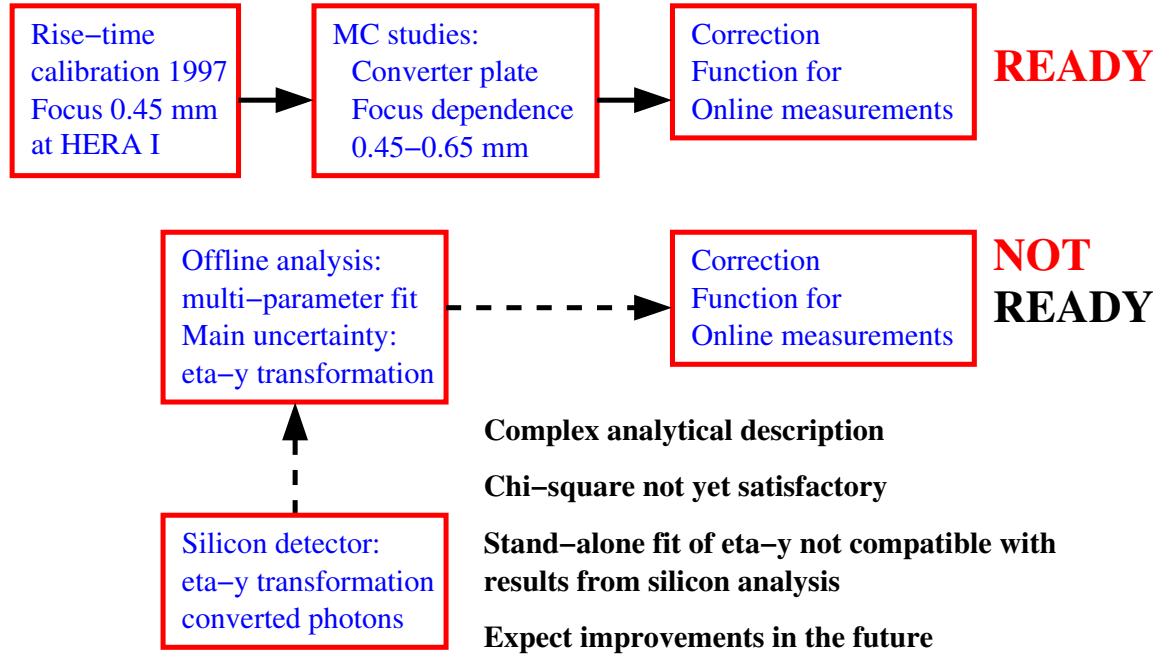 Rise−time
calibration 1997
Focus 0.45 mm
at HERA I
MC studies:
Converter plate
Focus dependence
0.45−0.65 mm
Correction
Function for
Online measurements
READY
Offline analysis:
multi−parameter fit
Main uncertainty:
eta−y transformation
Correction
Function for
Online measurements
NOT
READY
Silicon detector:
eta−y transformation
converted photons
Complex analytical description
Chi−square not yet satisfactory
Stand−alone fit of eta−y not compatible with
results from silicon analysis
Expect improvements in the future